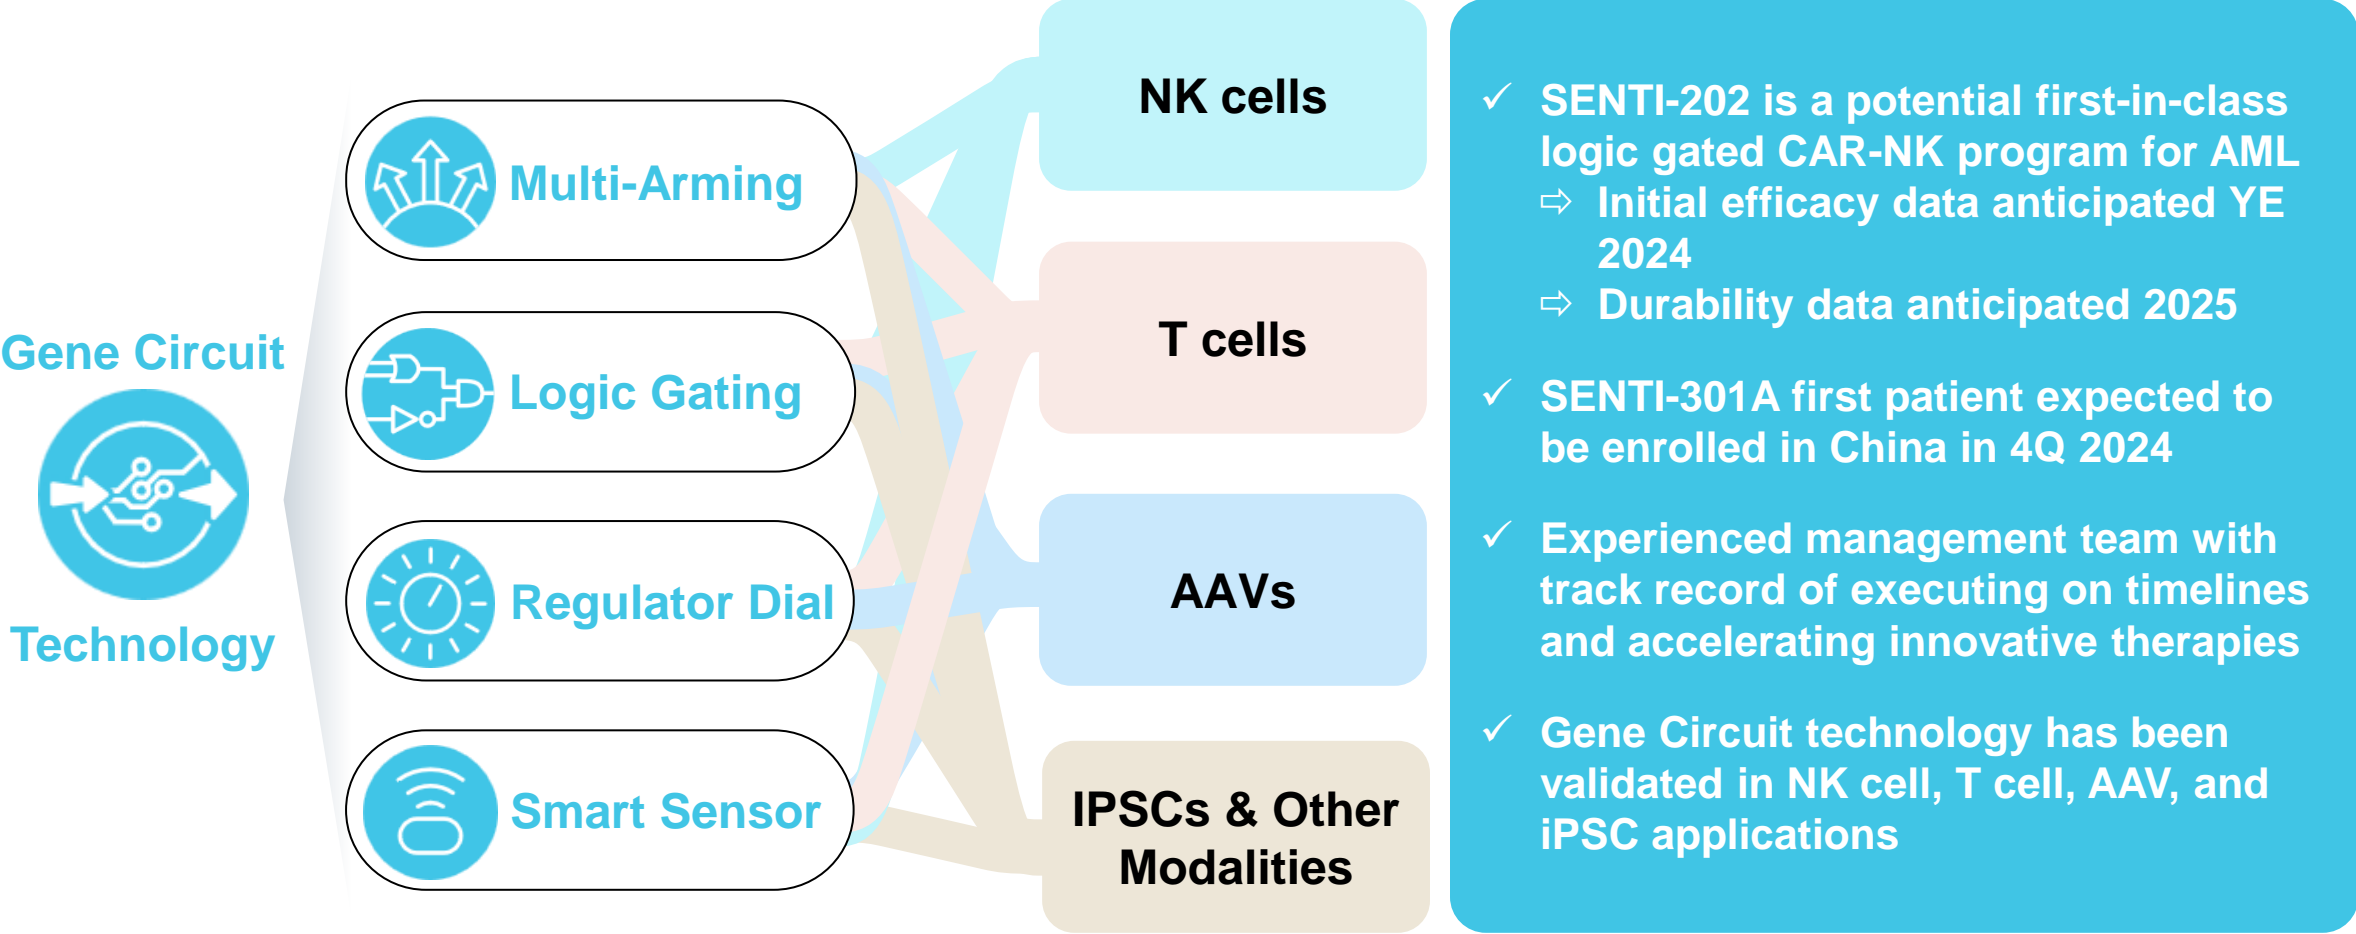 Gene Circuit
Technology
Multi-Arming
Logic Gating
Regulator Dial
Smart Sensor
NK cells
T cells
AAVs
IPSCs & Other
Modalities
✓ SENTI-202 is a potential first-in-class
logic gated CAR-NK program for AML
⇨ Initial efficacy data anticipated YE
2024
⇨ Durability data anticipated 2025
✓ SENTI-301A first patient expected to
be enrolled in China in 4Q 2024
✓ Experienced management team with
track record of executing on timelines
and accelerating innovative therapies
✓ Gene Circuit technology has been
validated in NK cell, T cell, AAV, and
iPSC applications